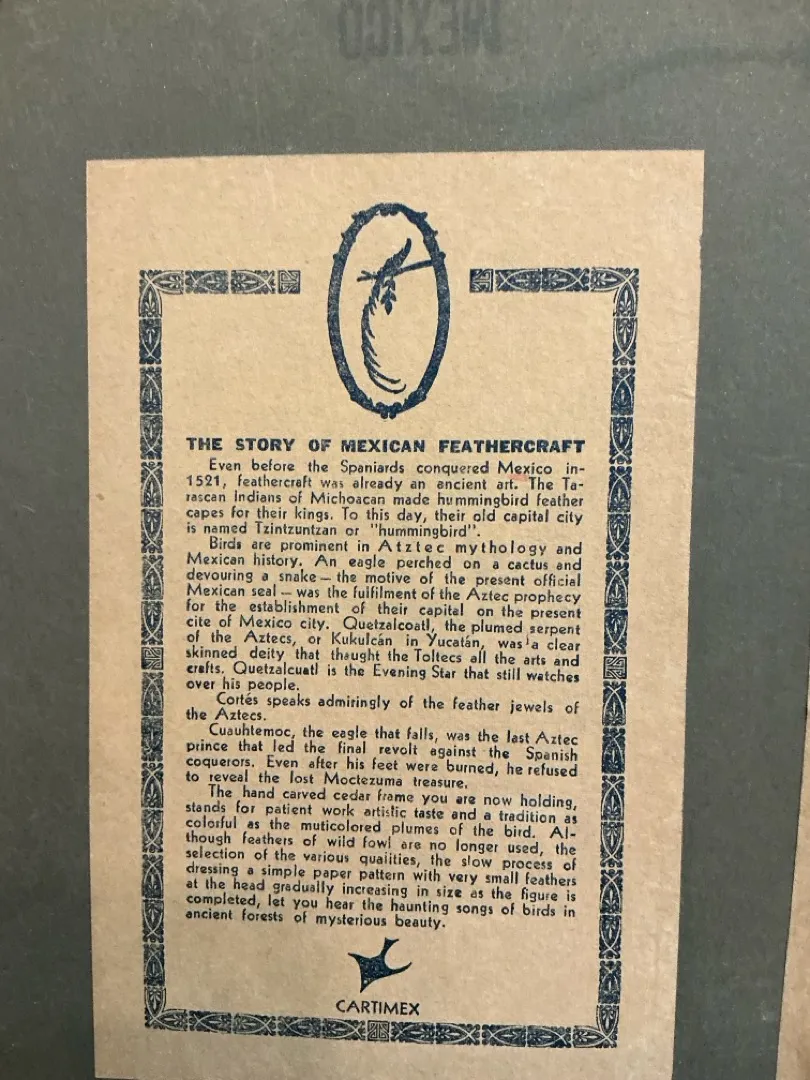 MEXICO
THE STORY OF MEXICAN FEATHERCRAFT
Even before the Spaniards conquered Mexico in-
1521, feathercraft was already an ancient art. The Ta-
rascan Indians of Michoacan made hummingbird feather
capes for their kings. To this day, their old capital city
is named Tzintzuntzan or "hummingbird".
Birds are prominent in Atztec mythology and
Mexican history. An eagle perched on a cactus and
devouring a snake — the motive of the present official
Mexican seal — was the fulfilment of the Aztec prophecy
for the establishment of their capital on the present
cite of Mexico city. Quetzalcoatl, the plumed serpent
of the Aztecs, or Kukulcán in Yucatán, was a clear
skinned deity that thaught the Toltecs all the arts and
crafts. Quetzalcuatl is the Evening Star that still watches
over his people.
Cortés speaks admiringly of the feather jewels of
the Aztecs.
Cuauhtemoc, the eagle that falls, was the last Aztec
prince that led the final revolt against the Spanish
coquerors. Even after his feet were burned, he refused
to reveal the lost Moctezuma treasure.
The hand carved cedar frame you are now holding,
stands for patient work artistic taste and a tradition as
colorful as the muticolored plumes of the bird. Al-
though feathers of wild fowl are no longer used, the
selection of the various qualities, the slow process of
dressing a simple paper pattern with very small feathers
at the head gradually increasing in size as the figure is
completed, let you hear the haunting songs of birds in
ancient forests of mysterious beauty.
CARTIMEX